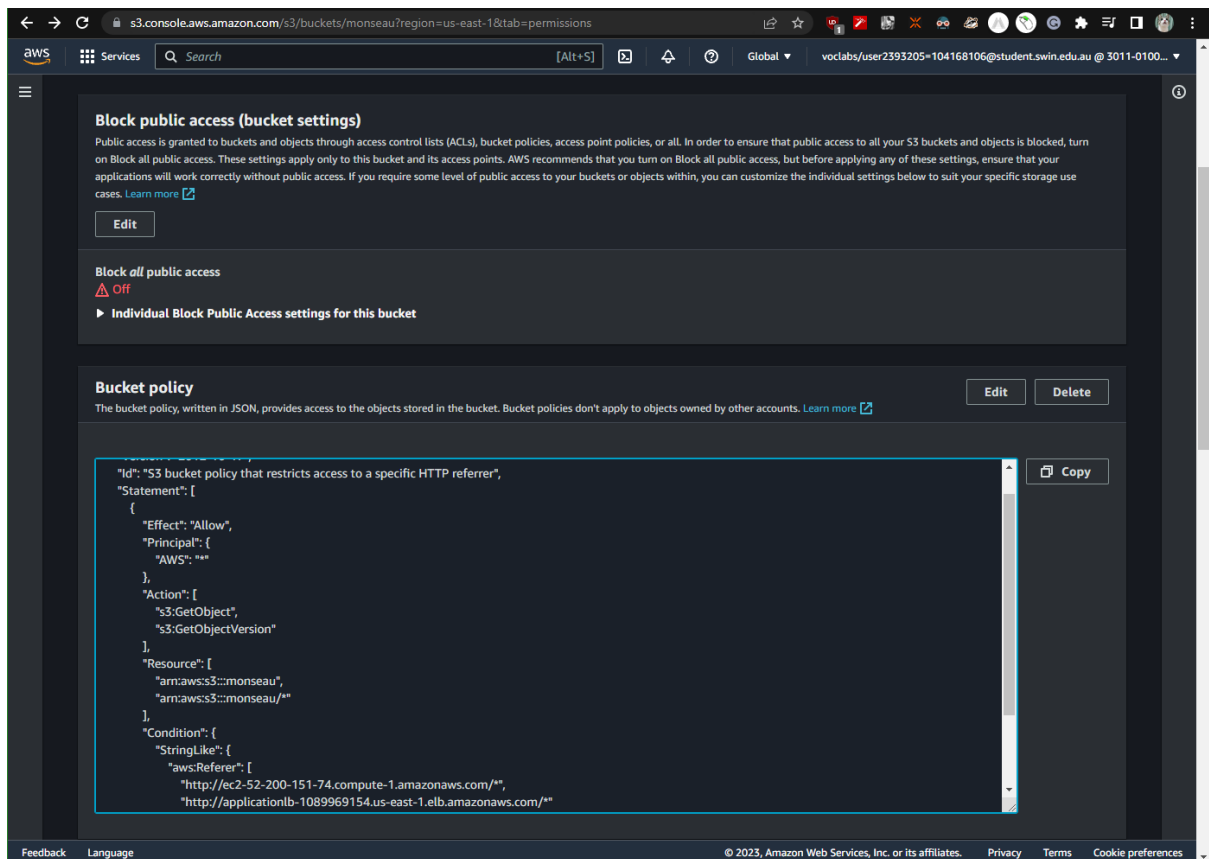 s3.console.aws.amazon.com/s3/buckets/monseau?region=us-east-1&tab=permissions
aws Services Search [Alt+S] Global voclabs/user2393205=104168106@student.swin.edu.au @ 3011-0100...
Block public access (bucket settings)
Public access is granted to buckets and objects through access control lists (ACLs), bucket policies, access point policies, or all. In order to ensure that public access to all your S3 buckets and objects is blocked, turn
on Block all public access. These settings apply only to this bucket and its access points. AWS recommends that you turn on Block all public access, but before applying any of these settings, ensure that your
applications will work correctly without public access. If you require some level of public access to your buckets or objects within, you can customize the individual settings below to suit your specific storage use
cases. Learn more
Edit
Block all public access
Off
Individual Block Public Access settings for this bucket
Bucket policy
Edit Delete
The bucket policy, written in JSON, provides access to the objects stored in the bucket. Bucket policies don't apply to objects owned by other accounts. Learn more
Copy
"Id": "S3 bucket policy that restricts access to a specific HTTP referrer",
"Statement": [
{
"Effect": "Allow",
"Principal": {
"AWS": "*"
},
"Action": [
"s3:GetObject",
"s3:GetObjectVersion"
],
"Resource": [
"arn:aws:s3:::monseau",
"arn:aws:s3:::monseau/*"
],
"Condition": {
"StringLike": {
"aws:Referer": [
"http://ec2-52-200-151-74.compute-1.amazonaws.com/*",
"http://applicationlb-1089969154.us-east-1.elb.amazonaws.com/*"
Feedback Language © 2023, Amazon Web Services, Inc. or its affiliates. Privacy Terms Cookie preferences